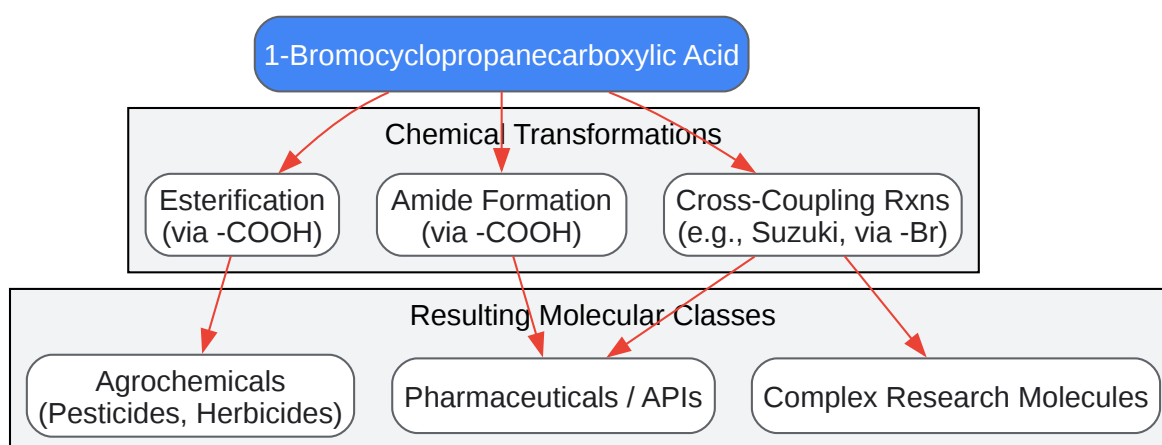 1-Bromocyclopropanecarboxylic Acid
Chemical Transformations
Esterification
(via -COOH)
Amide Formation
(via -COOH)
Cross-Coupling Rxns
(e.g., Suzuki, via -Br)
Resulting Molecular Classes
Agrochemicals
(Pesticides, Herbicides)
Pharmaceuticals / APIs
Complex Research Molecules